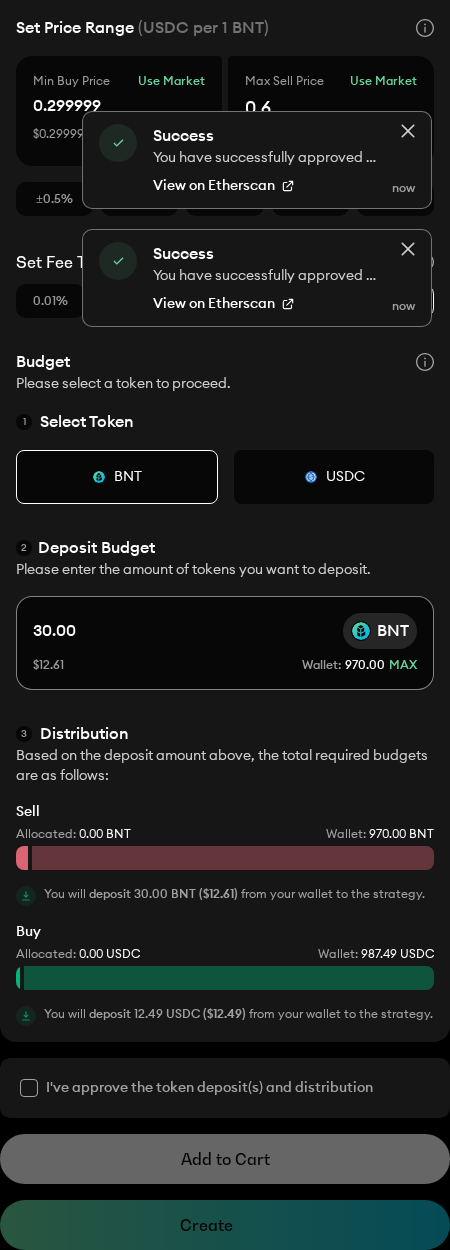 Set Price Range (USDC per 1 BNT)
Min Buy Price Use Market
Max Sell Price Use Market
0.299999
0.6
$0.29999
Success
You have successfully approved ...
View on Etherscan
now
±0.5%
Success
You have successfully approved ...
View on Etherscan
now
Set Fee T
0.01%
Budget
Please select a token to proceed.
1 Select Token
BNT
USDC
2 Deposit Budget
Please enter the amount of tokens you want to deposit.
30.00 BNT
$12.61 Wallet: 970.00 MAX
3 Distribution
Based on the deposit amount above, the total required budgets
are as follows:
Sell
Allocated: 0.00 BNT Wallet: 970.00 BNT
You will deposit 30.00 BNT ($12.61) from your wallet to the strategy.
Buy
Allocated: 0.00 USDC Wallet: 987.49 USDC
You will deposit 12.49 USDC ($12.49) from your wallet to the strategy.
I've approve the token deposit(s) and distribution
Add to Cart
Create